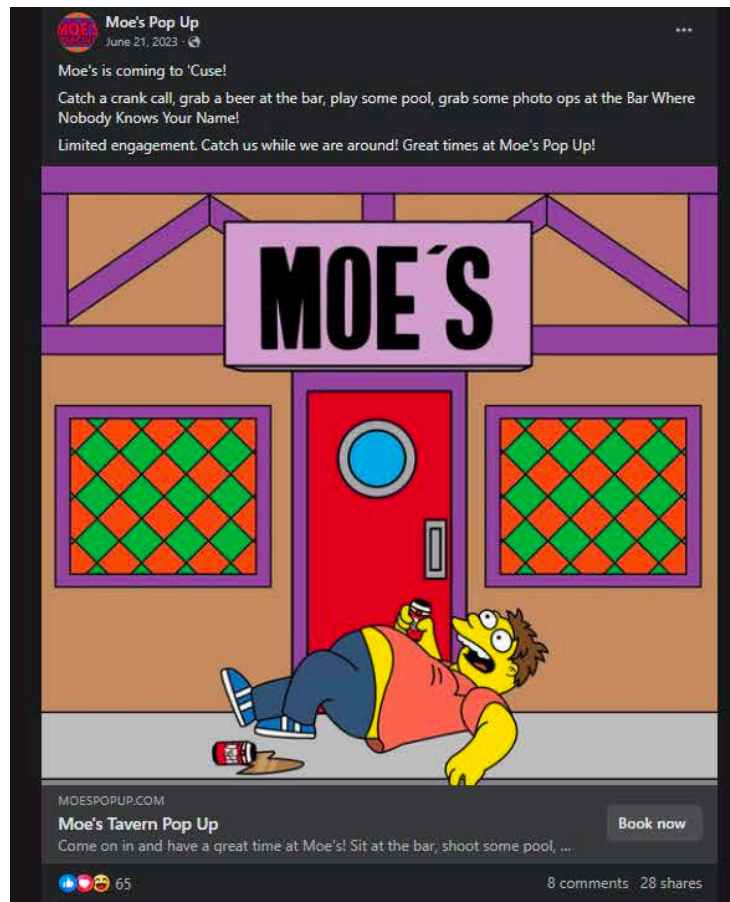 MOE'S
Moe's Pop Up
June 21, 2023 ·
Moe's is coming to 'Cuse!
Catch a crank call, grab a beer at the bar, play some pool, grab some photo ops at the Bar Where
Nobody Knows Your Name!
Limited engagement. Catch us while we are around! Great times at Moe's Pop Up!
MOE´S
MOESPOPUP.COM
Moe's Tavern Pop Up
Come on in and have a great time at Moe's! Sit at the bar, shoot some pool, ...
Book now
65
8 comments 28 shares